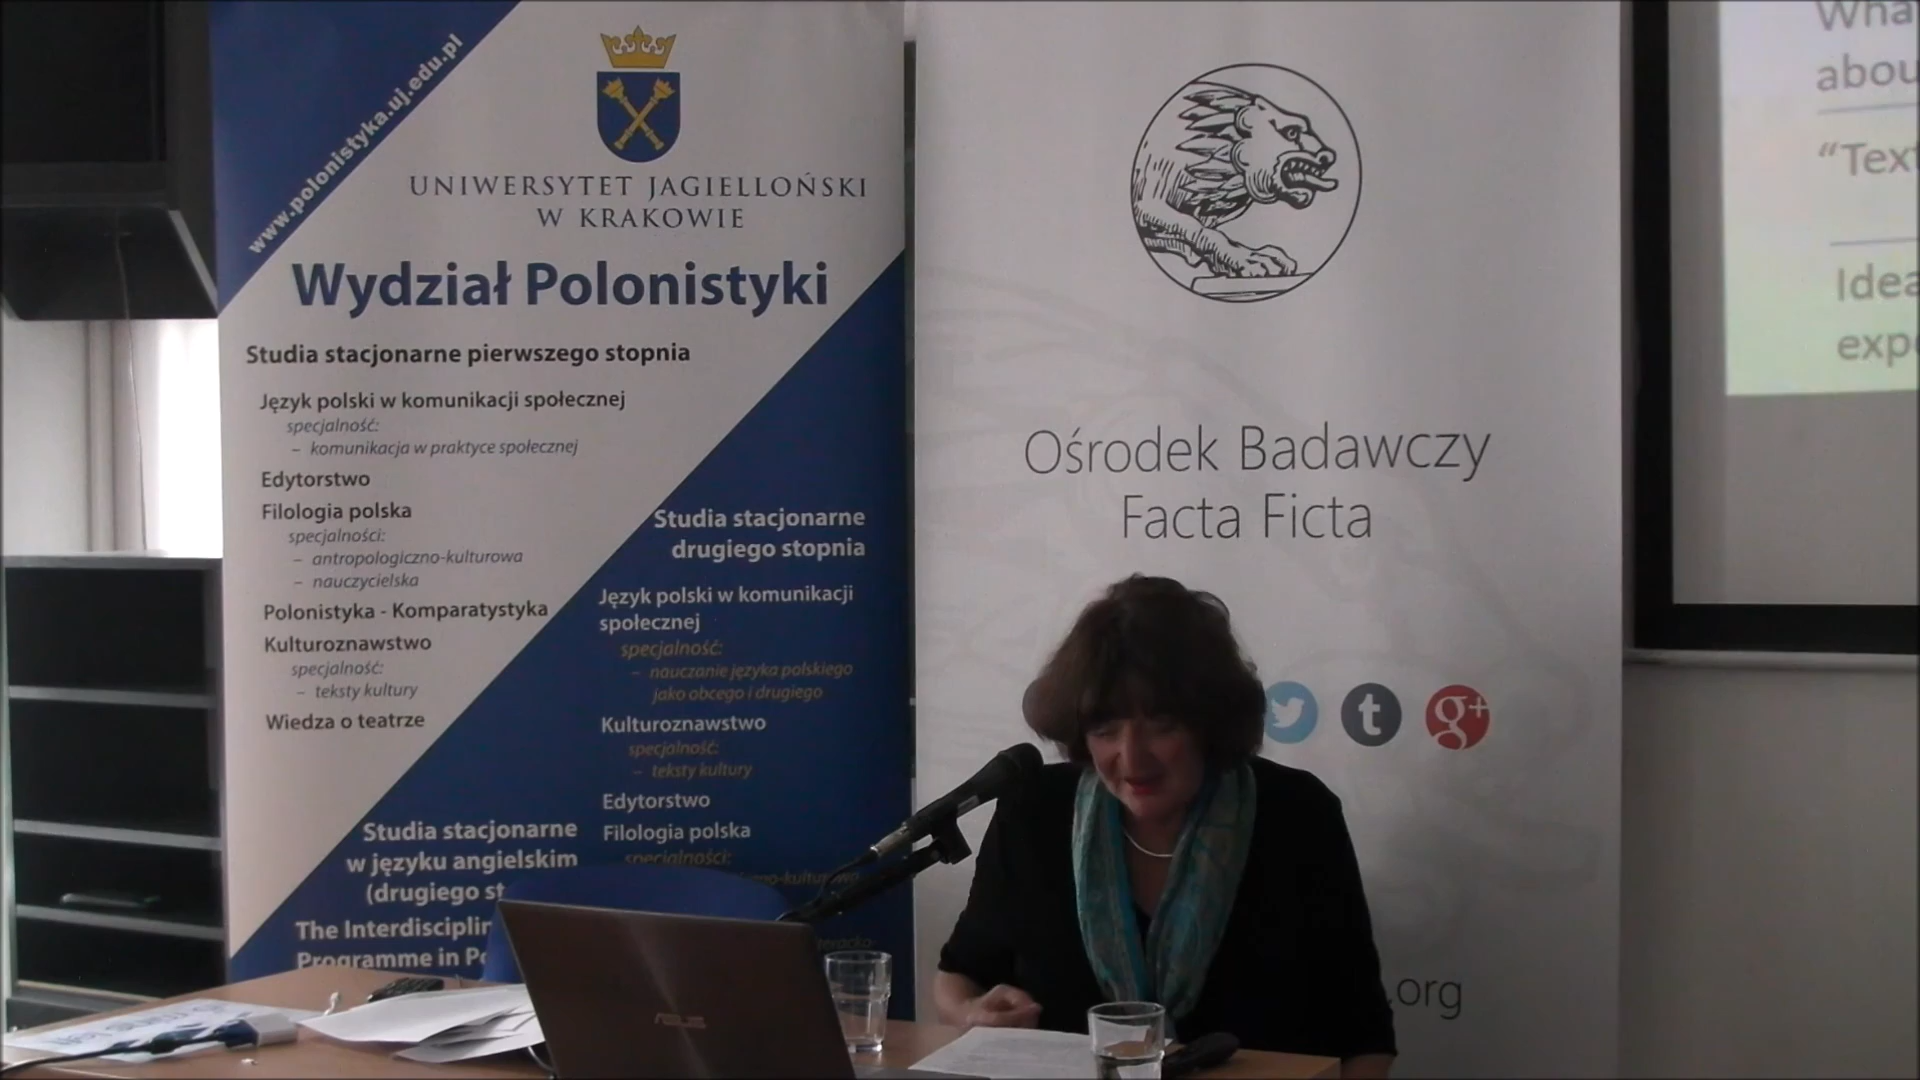 www.polonistyka.uj.edu.pl
UNIWERSYTET JAGIELLOŃSKI
W KRAKOWIE
Wydział Polonistyki
Studia stacjonarne pierwszego stopnia
Język polski w komunikacji społecznej
specjalność:
– komunikacja w praktyce społecznej
Edytorstwo
Filologia polska
specjalności:
– antropologiczno-kulturowa
– nauczycielska
Polonistyka - Komparatystyka
Kulturoznawstwo
specjalność:
– teksty kultury
Wiedza o teatrze
Studia stacjonarne
drugiego stopnia
Język polski w komunikacji
społecznej
specjalność:
– nauczanie języka polskiego
jako obcego i drugiego
Kulturoznawstwo
specjalność:
– teksty kultury
Edytorstwo
Filologia polska
specjalności:
Studia stacjonarne
w języku angielskim
(drugiego st
The Interdisciplin
Programme in Po
Ośrodek Badawczy
Facta Ficta
t
g+
.org
Wha
abou
“Text
Idea
expe
ASUS